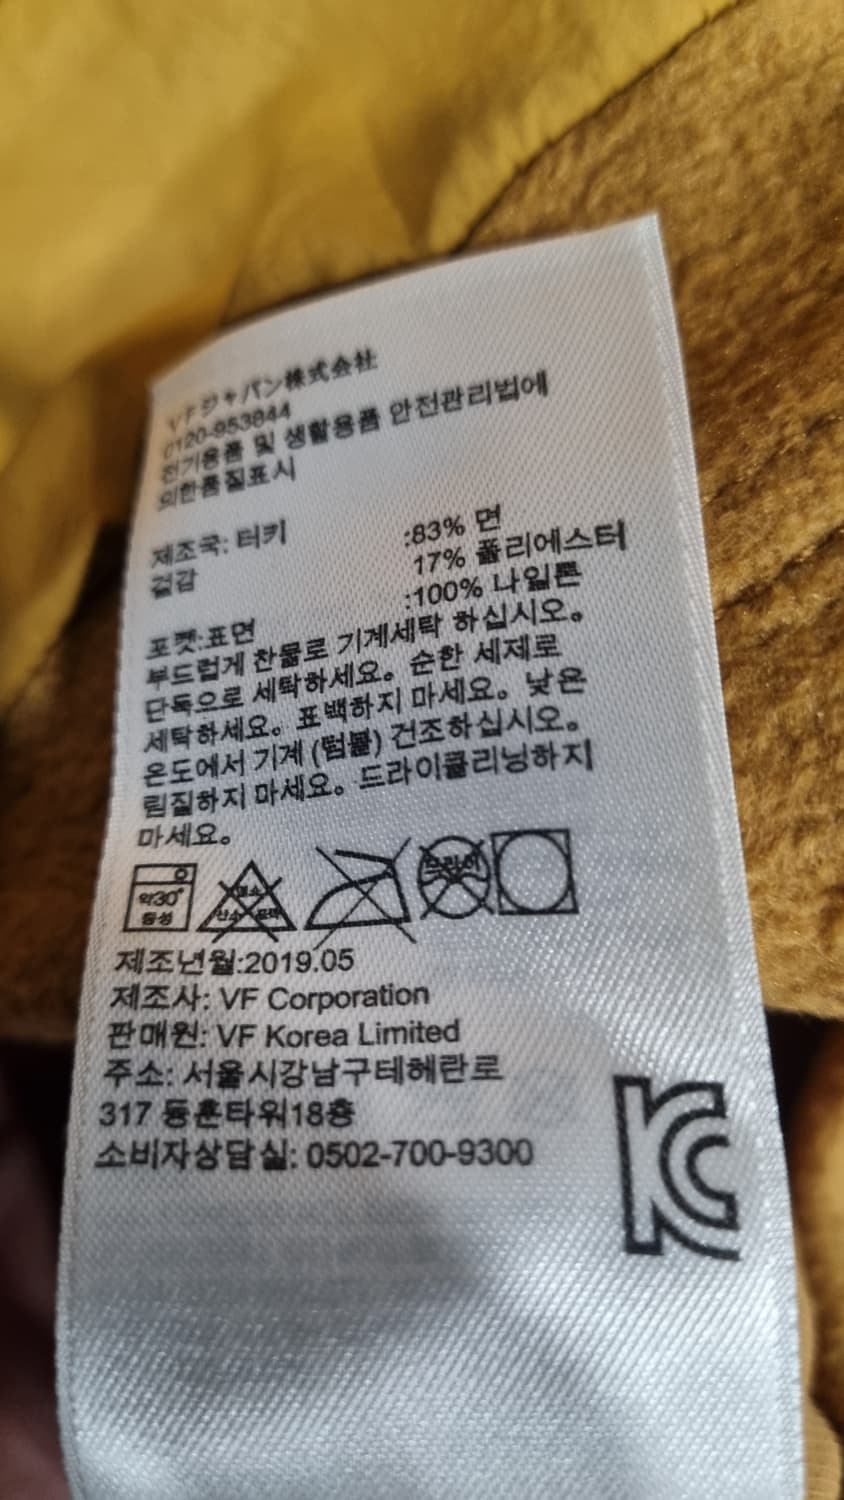 VFジャパン株式会社
0120-953844
전기용품 및 생활용품 안전관리법에
의한품질표시
제조국: 터키
겉감 :83% 면
17% 폴리에스터
포켓:표면 :100% 나일론
부드럽게 찬물로 기계세탁 하십시오.
단독으로 세탁하세요. 순한 세제로
세탁하세요. 표백하지 마세요. 낮은
온도에서 기계 (텀블) 건조하십시오.
림질하지 마세요. 드라이클리닝하지
마세요.
약30°
중성
염소
산소 표백
드라이
제조년월:2019.05
제조사: VF Corporation
판매원: VF Korea Limited
주소: 서울시강남구테헤란로
317 동훈타워18층
소비자상담실: 0502-700-9300
KC